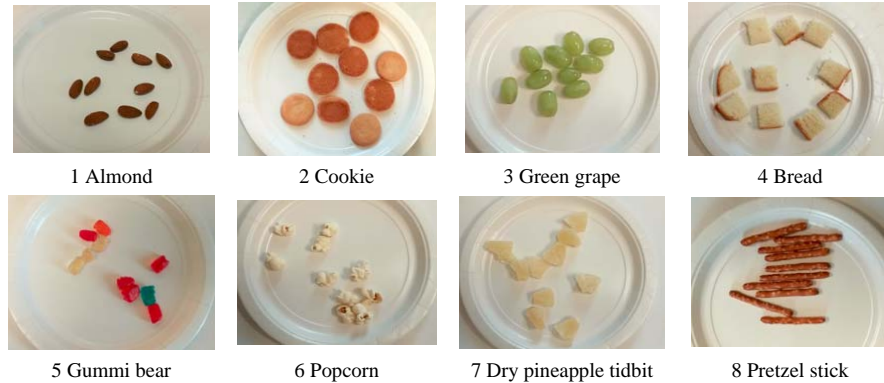 1 Almond
2 Cookie
3 Green grape
4 Bread
5 Gummi bear
6 Popcorn
7 Dry pineapple tidbit
8 Pretzel stick